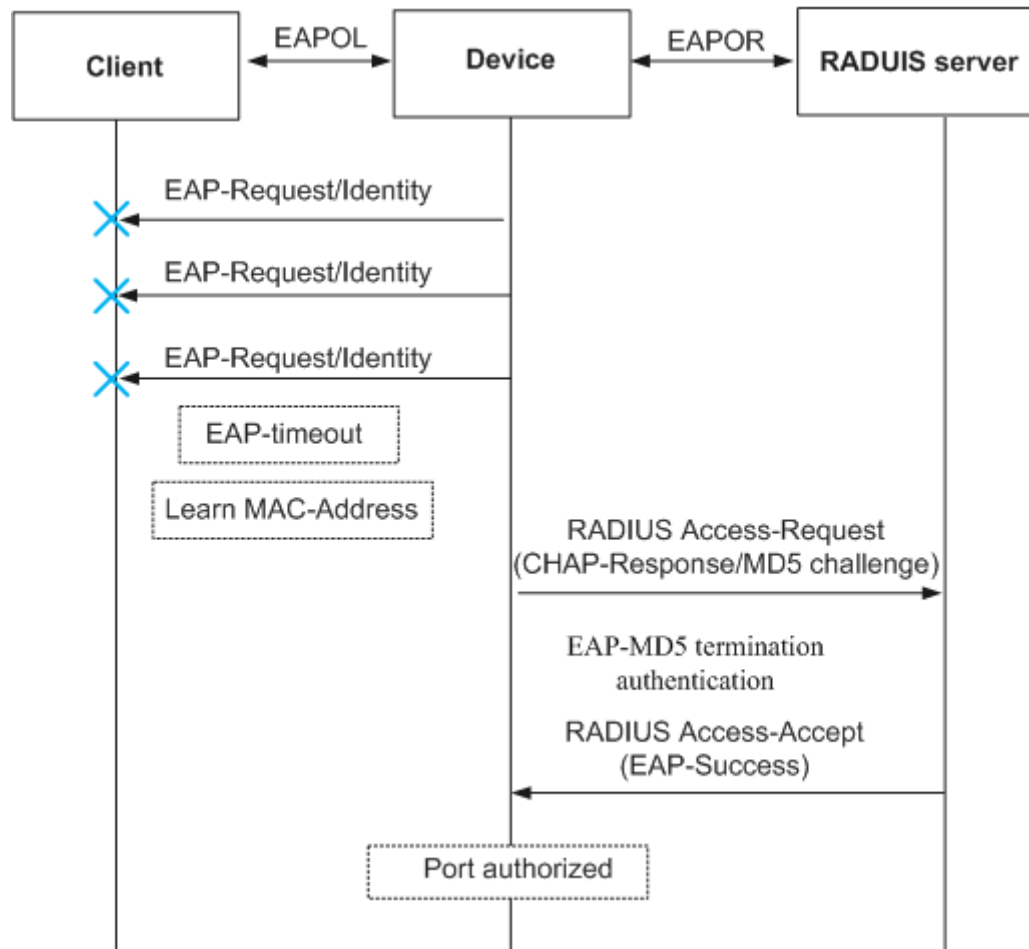 Client
EAPOL
Device
EAPOR
RADUIS server
EAP-Request/Identity
EAP-Request/Identity
EAP-Request/Identity
EAP-timeout
Learn MAC-Address
RADIUS Access-Request
(CHAP-Response/MD5 challenge)
EAP-MD5 termination
authentication
RADIUS Access-Accept
(EAP-Success)
Port authorized